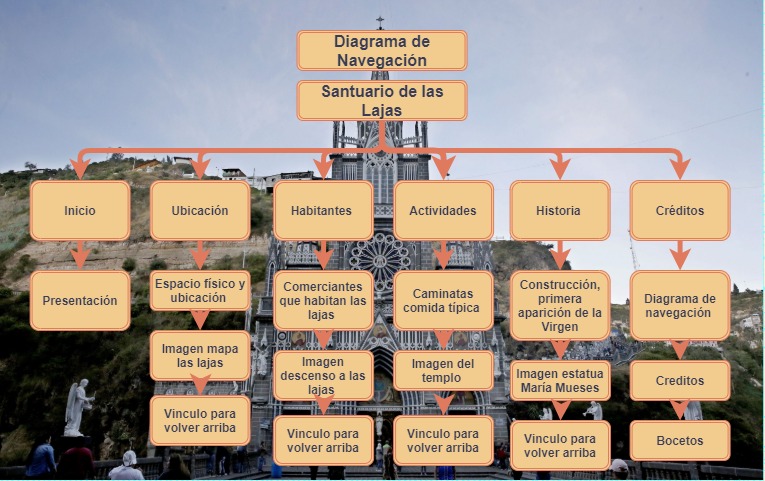 Diagrama de
Navegación
Santuario de las
Lajas
Inicio
Ubicación
Habitantes
Actividades
Historia
Créditos
Presentación
Espacio físico y
ubicación
Comerciantes
que habitan las
lajas
Caminatas
comida típica
Construcción,
primera
aparición de la
Virgen
Diagrama de
navegación
Imagen mapa
las lajas
Imagen
descenso a las
lajas
Imagen del
templo
Imagen estatua
María Mueses
Creditos
Vinculo para
volver arriba
Vinculo para
volver arriba
Vinculo para
volver arriba
Vinculo para
volver arriba
Bocetos